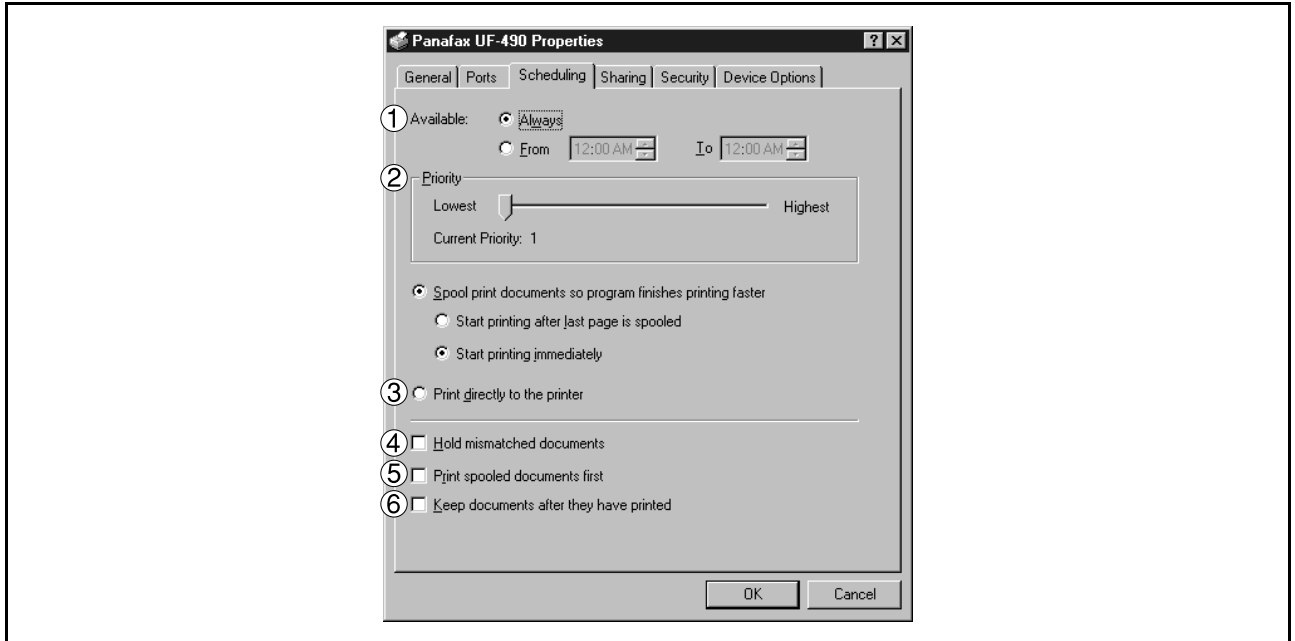 Panafax UF-490 Properties
General Ports Scheduling Sharing Security Device Options
① Available: Always
From 12:00 AM To 12:00 AM
② Priority
Lowest Highest
Current Priority: 1
Spool print documents so program finishes printing faster
Start printing after last page is spooled
Start printing immediately
③ Print directly to the printer
④ Hold mismatched documents
⑤ Print spooled documents first
⑥ Keep documents after they have printed
OK Cancel